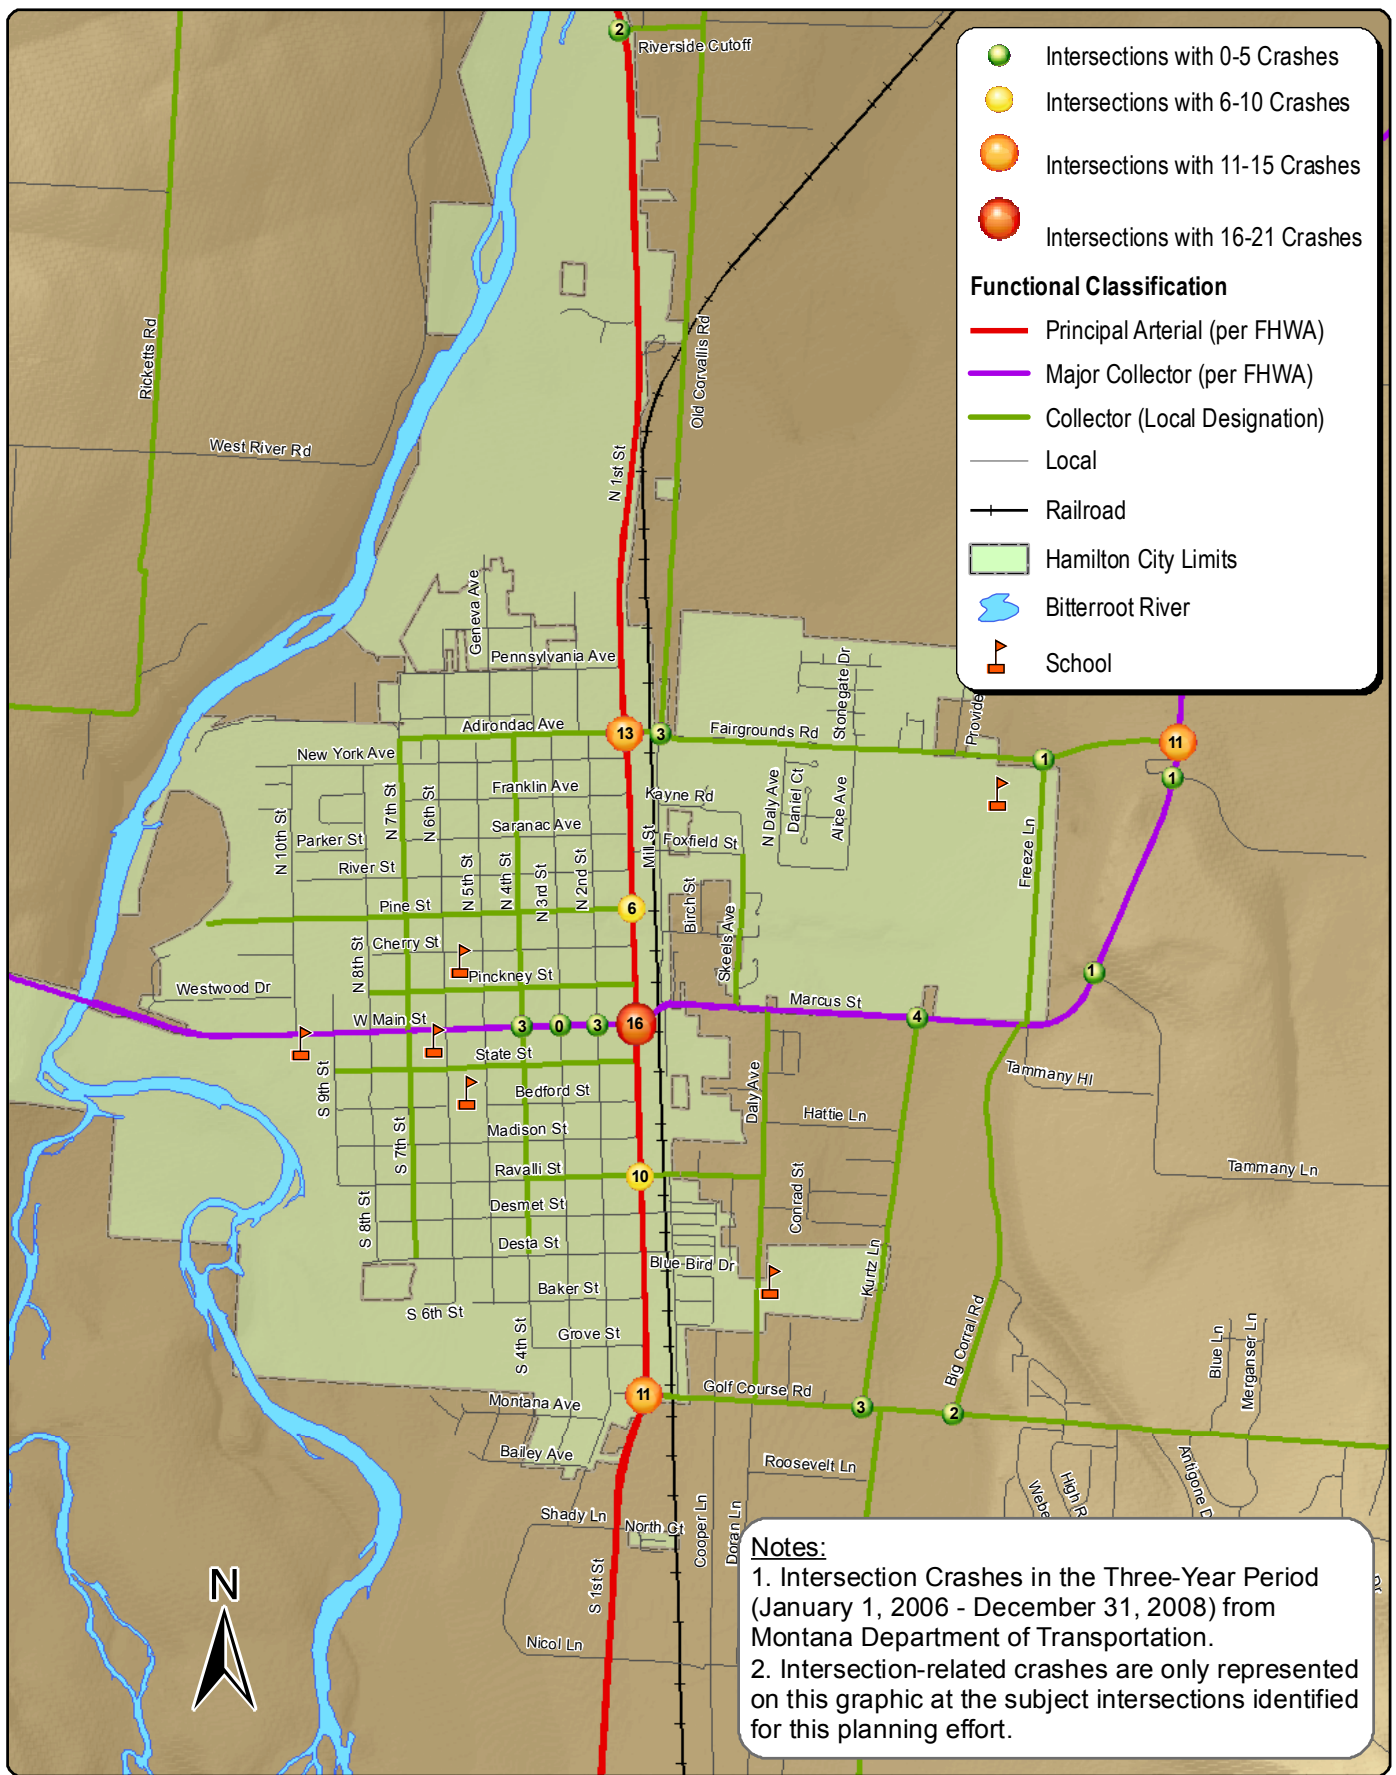 2
Riverside Cutoff
Intersections with 0-5 Crashes
Intersections with 6-10 Crashes
Intersections with 11-15 Crashes
Intersections with 16-21 Crashes
Functional Classification
Principal Arterial (per FHWA)
Major Collector (per FHWA)
Collector (Local Designation)
Local
Railroad
Hamilton City Limits
Bitterroot River
School
Ricketts Rd
Old Corvallis Rd
West River Rd
N 1st St
Geneva Ave
Pennsylvania Ave
Stonegate Dr
Provide
Adirondac Ave
13
3
Fairgrounds Rd
11
1
1
New York Ave
Franklin Ave
Kayne Rd
N 7th St
N 6th St
N Daly Ave
Daniel Ct
Alice Ave
N 10th St
Parker St
Saranac Ave
Mill St
Foxfield St
Freeze Ln
River St
N 5th St
N 4th St
N 3rd St
N 2nd St
Pine St
6
Birch St
Skeels Ave
Cherry St
N 8th St
Pinckney St
1
Westwood Dr
Marcus St
W Main St
3
0
3
16
4
State St
Tammany Hl
S 9th St
Bedford St
Daly Ave
Hattie Ln
Madison St
S 7th St
Ravalli St
10
Tammany Ln
Conrad St
Desmet St
S 8th St
Desta St
Blue-Bird Dr
Kurtz Ln
Baker St
S 6th St
Big Corral Rd
Blue Ln
Merganser Ln
S 4th St
Grove St
11
Golf Course Rd
Montana Ave
3
2
Bailey Ave
Roosevelt Ln
Webe
High R
Antigone D
Shady Ln
North Ct
Cooper Ln
Doran Ln
S 1st St
Nicol Ln
Dr
N
Notes:
1. Intersection Crashes in the Three-Year Period
(January 1, 2006 - December 31, 2008) from
Montana Department of Transportation.
2. Intersection-related crashes are only represented
on this graphic at the subject intersections identified
for this planning effort.